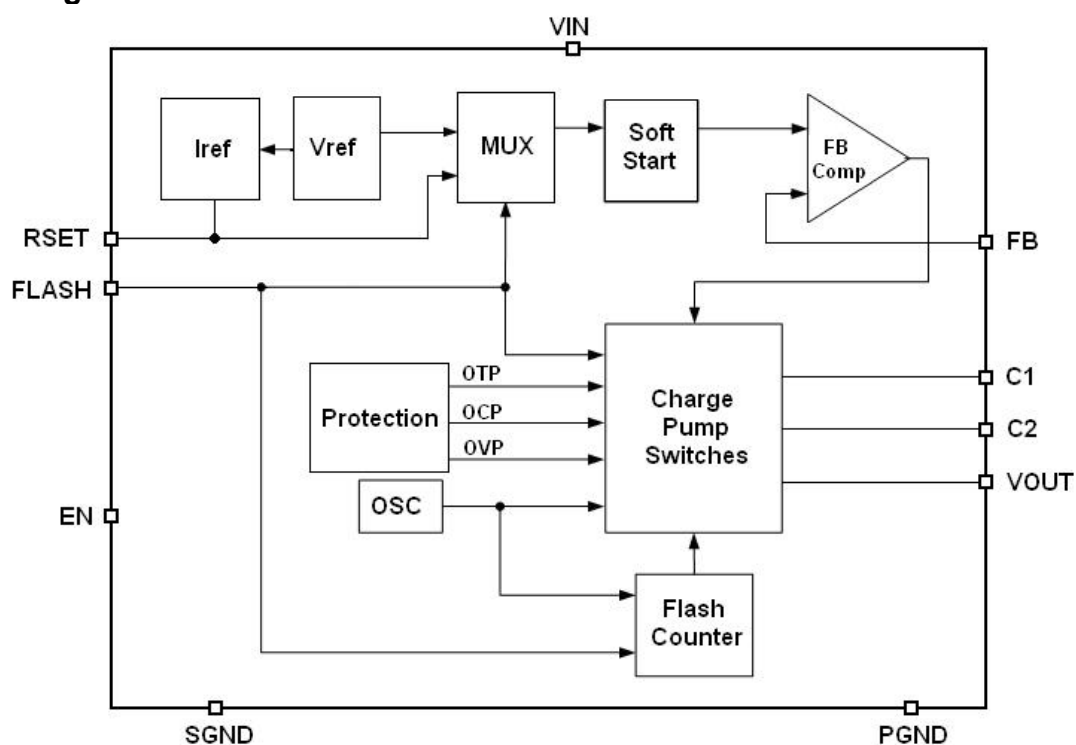 VIN
Iref
Vref
MUX
Soft
Start
FB
Comp
RSET
FB
FLASH
OTP
OCP
OVP
Protection
Charge
Pump
Switches
C1
C2
VOUT
OSC
EN
Flash
Counter
SGND
PGND